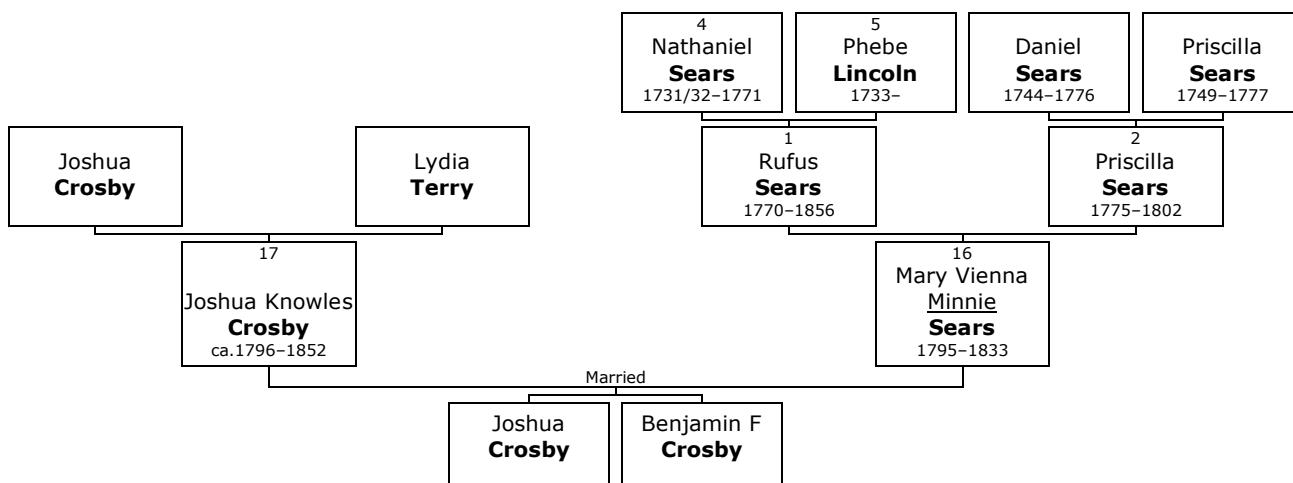 4
Nathaniel
Sears
1731/32–1771
5
Phebe
Lincoln
1733–
Daniel
Sears
1744–1776
Priscilla
Sears
1749–1777
Joshua
Crosby
Lydia
Terry
1
Rufus
Sears
1770–1856
2
Priscilla
Sears
1775–1802
17
Joshua Knowles
Crosby
ca.1796–1852
16
Mary Vienna
Minnie
Sears
1795–1833
Married
Joshua
Crosby
Benjamin F
Crosby